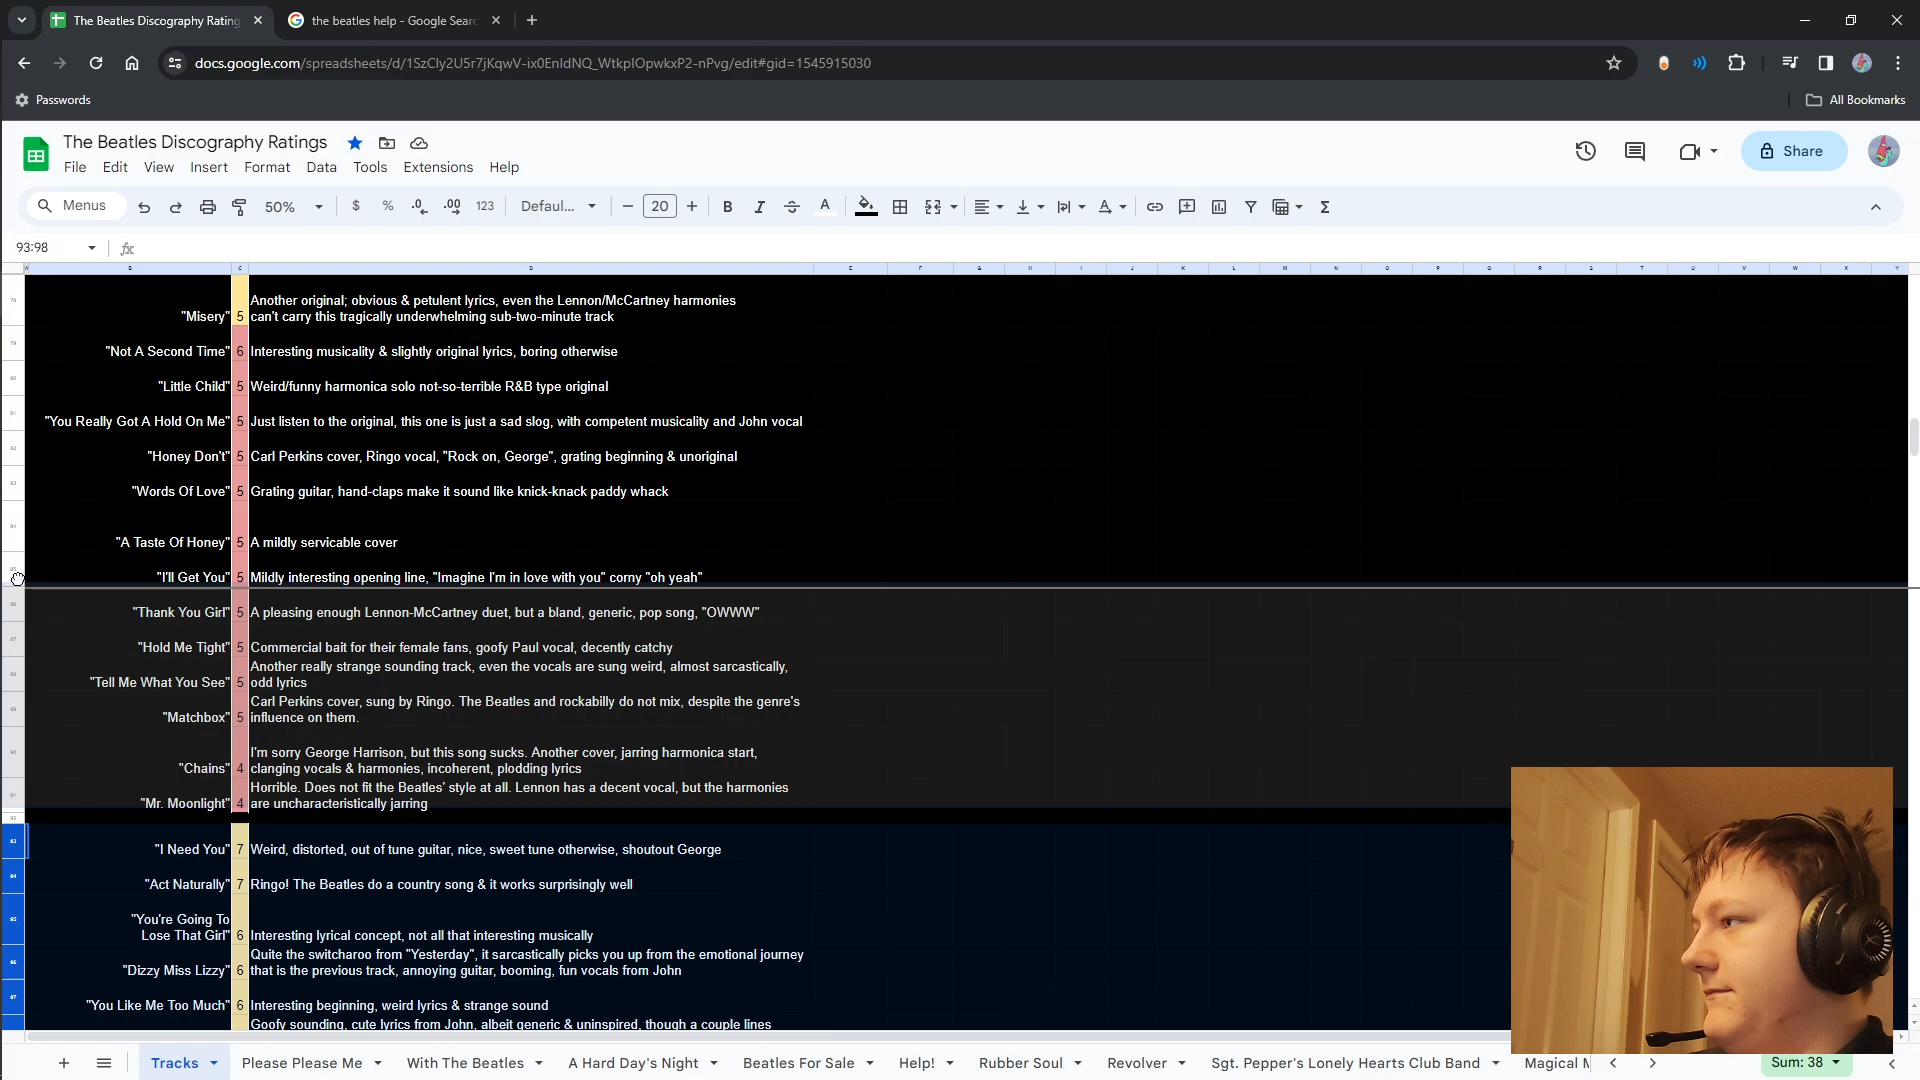 The Beatles Discography Rating
the beatles help - Google Sear
docs.google.com/spreadsheets/d/1SzCIy2U5r7jKqwV-ix0EnIdNQ_WtkpIOpwkxP2-nPvg/edit#gid=1545915030
Passwords
All Bookmarks
The Beatles Discography Ratings
File Edit View Insert Format Data Tools Extensions Help
Share
Menus 50% $ % .0 .00 123 Defaul... 20 B I A
93:98
fx
Another original; obvious & petulent lyrics, even the Lennon/McCartney harmonies
"Misery" 5 can't carry this tragically underwhelming sub-two-minute track
"Not A Second Time" 6 Interesting musicality & slightly original lyrics, boring otherwise
"Little Child" 5 Weird/funny harmonica solo not-so-terrible R&B type original
"You Really Got A Hold On Me" 5 Just listen to the original, this one is just a sad slog, with competent musicality and John vocal
"Honey Don't" 5 Carl Perkins cover, Ringo vocal, "Rock on, George", grating beginning & unoriginal
"Words Of Love" 5 Grating guitar, hand-claps make it sound like knick-knack paddy whack
"A Taste Of Honey" 5 A mildly servicable cover
"I'll Get You" 5 Mildly interesting opening line, "Imagine I'm in love with you" corny "oh yeah"
"Thank You Girl" 5 A pleasing enough Lennon-McCartney duet, but a bland, generic, pop song, "OWWW"
"Hold Me Tight" 5 Commercial bait for their female fans, goofy Paul vocal, decently catchy
Another really strange sounding track, even the vocals are sung weird, almost sarcastically,
"Tell Me What You See" 5 odd lyrics
Carl Perkins cover, sung by Ringo. The Beatles and rockabilly do not mix, despite the genre's
"Matchbox" 5 influence on them.
I'm sorry George Harrison, but this song sucks. Another cover, jarring harmonica start,
"Chains" 4 clanging vocals & harmonies, incoherent, plodding lyrics
Horrible. Does not fit the Beatles' style at all. Lennon has a decent vocal, but the harmonies
"Mr. Moonlight" 4 are uncharacteristically jarring
"I Need You" 7 Weird, distorted, out of tune guitar, nice, sweet tune otherwise, shoutout George
"Act Naturally" 7 Ringo! The Beatles do a country song & it works surprisingly well
"You're Going To
Lose That Girl" 6 Interesting lyrical concept, not all that interesting musically
Quite the switcharoo from "Yesterday", it sarcastically picks you up from the emotional journey
"Dizzy Miss Lizzy" 6 that is the previous track, annoying guitar, booming, fun vocals from John
"You Like Me Too Much" 6 Interesting beginning, weird lyrics & strange sound
Goofy sounding, cute lyrics from John, albeit generic & uninspired, though a couple lines
Tracks Please Please Me With The Beatles A Hard Day's Night Beatles For Sale Help! Rubber Soul Revolver Sgt. Pepper's Lonely Hearts Club Band Magical M Sum: 38